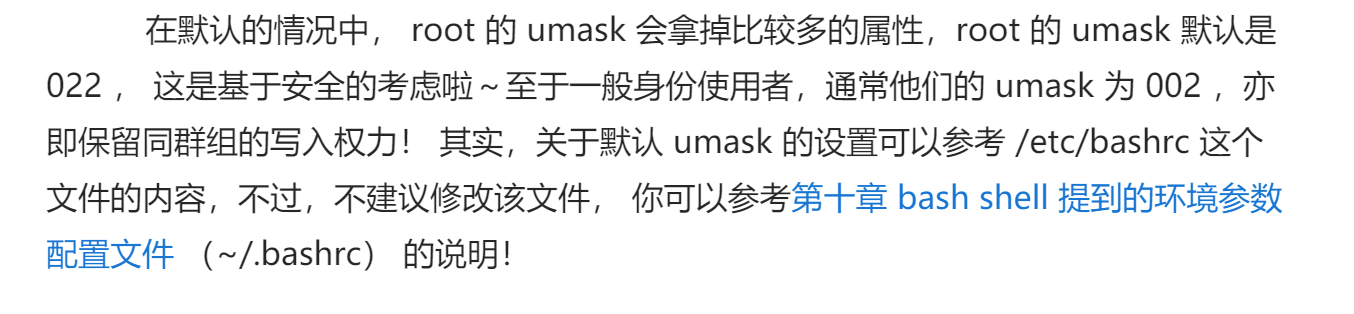 在默认的情况中， root 的 umask 会拿掉比较多的属性，root 的 umask 默认是
022 ， 这是基于安全的考虑啦～至于一般身份使用者，通常他们的 umask 为 002 ，亦
即保留同群组的写入权力！ 其实，关于默认 umask 的设置可以参考 /etc/bashrc 这个
文件的内容，不过，不建议修改该文件， 你可以参考第十章 bash shell 提到的环境参数
配置文件 （~/.bashrc） 的说明！